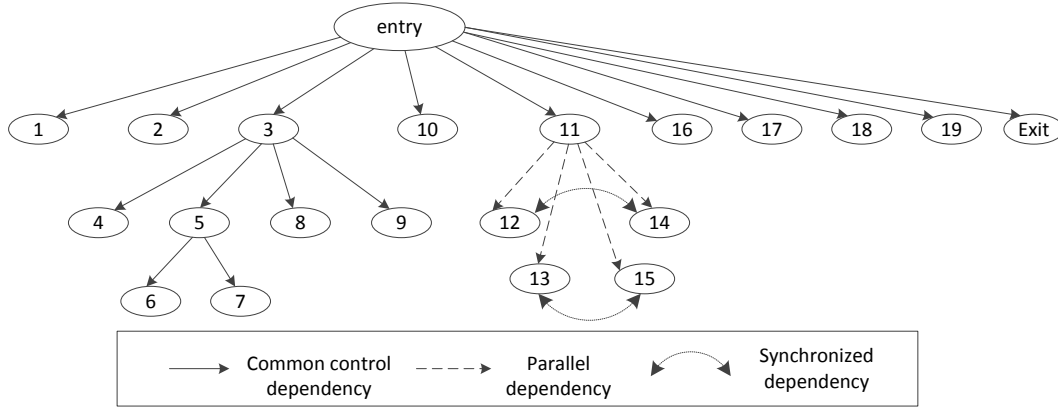 entry
1 2 3 10 11 16 17 18 19 Exit
4 5 8 9 12 14
13 15
6 7
Common control
dependency
Parallel
dependency
Synchronized
dependency